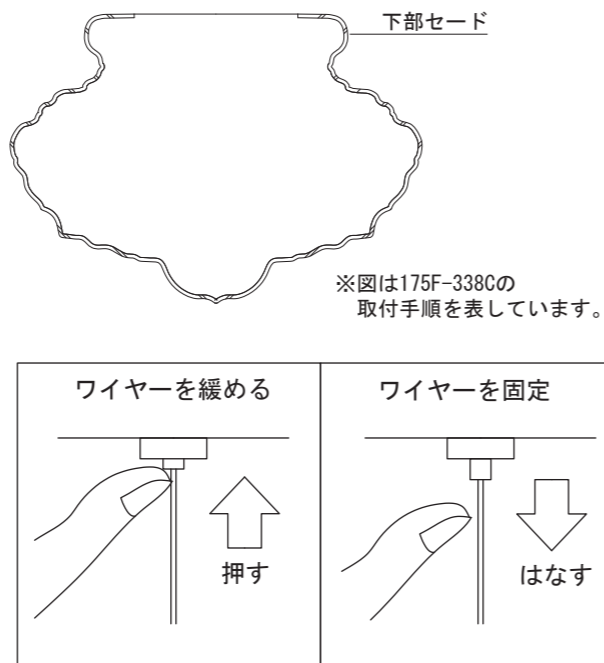 下部セード
※図は175F-338Cの
取付手順を表しています。
ワイヤーを緩める
ワイヤーを固定
押す
はなす